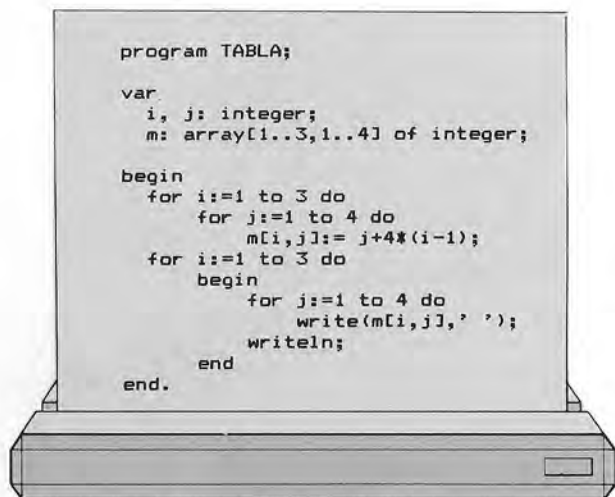 program TABLA;
var
i, j: integer;
m: array[1..3,1..4] of integer;
begin
for i:=1 to 3 do
for j:=1 to 4 do
m[i,j]:= j+4*(i-1);
for i:=1 to 3 do
begin
for j:=1 to 4 do
write(m[i,j],' ');
writeln;
end
end.